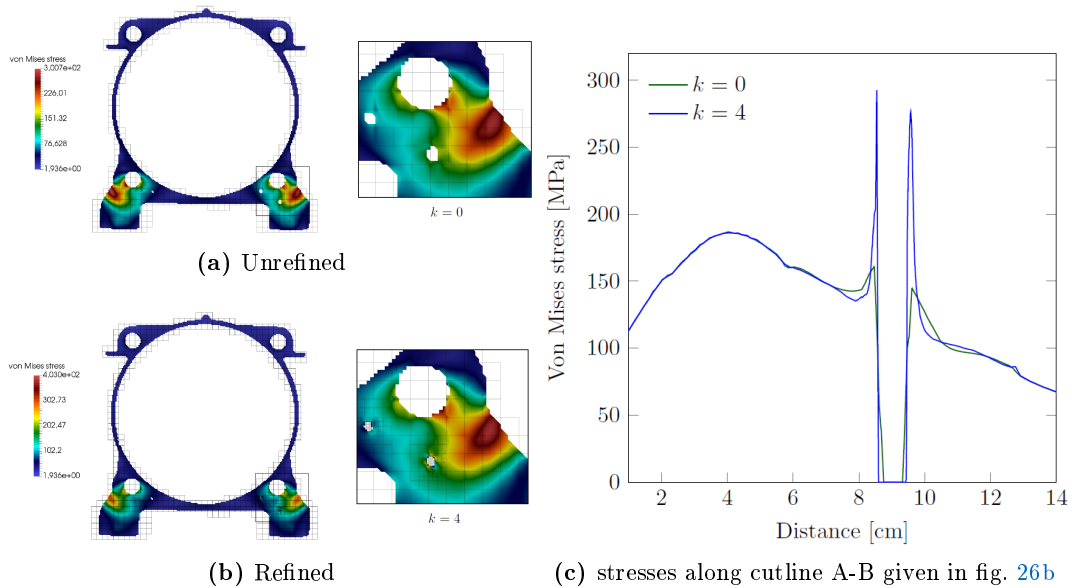 von Mises stress
3,007e+02
226.01
151.32
76,628
1,936e+00
k = 0
(a) Unrefined
von Mises stress
4,030e+02
302.73
202.47
102.2
1,936e+00
k = 4
(b) Refined
Von Mises stress [MPa]
300
250
200
150
100
50
0
k = 0
k = 4
2 4 6 8 10 12 14
Distance [cm]
(c) stresses along cutline A-B given in fig. 26b